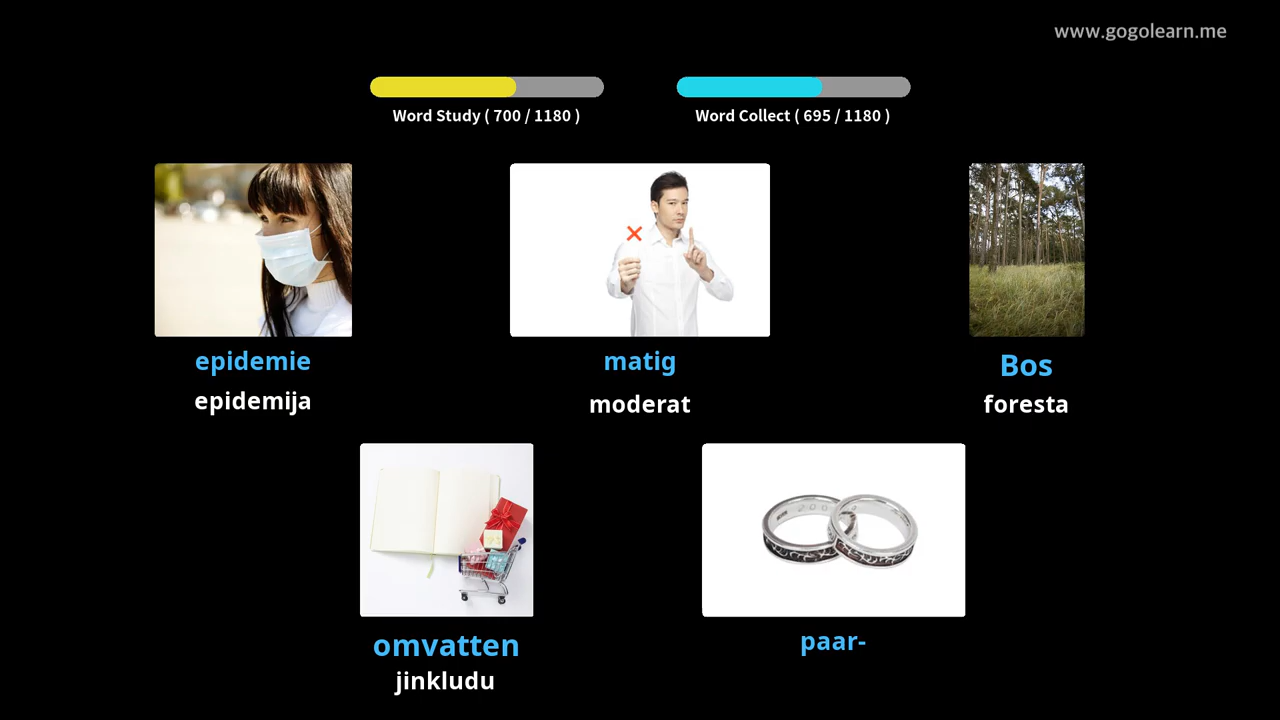 www.gogolearn.me
Word Study ( 700 / 1180 )
Word Collect ( 695 / 1180 )
epidemie
epidemija
matig
moderat
Bos
foresta
omvatten
jinkludu
paar-